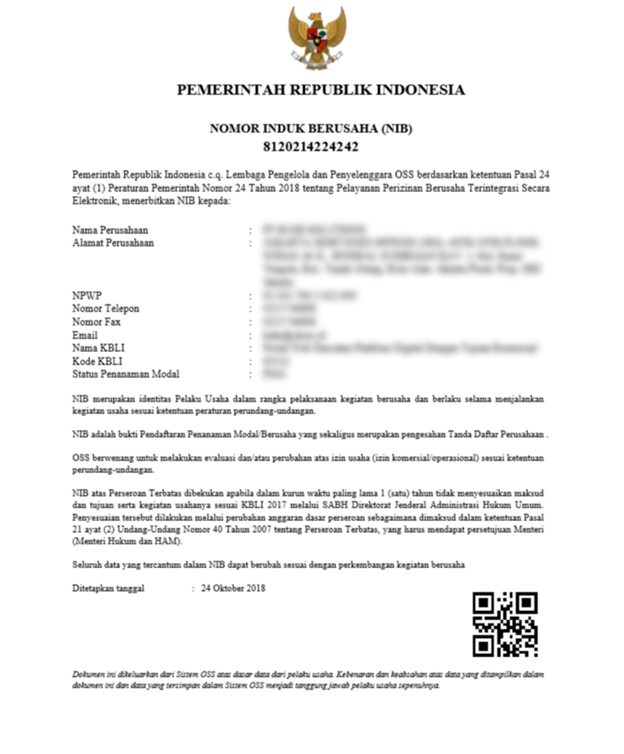 PEMERINTAH REPUBLIK INDONESIA
NOMOR INDUK BERUSAHA (NIB)
8120214224242
Pemerintah Republik Indonesia c.q. Lembaga Pengelola dan Penyelenggara OSS berdasarkan ketentuan Pasal 24
ayat (1) Peraturan Pemerintah Nomor 24 Tahun 2018 tentang Pelayanan Perizinan Berusaha Terintegrasi Secara
Elektronik, menerbitkan NIB kepada:
Nama Perusahaan :
Alamat Perusahaan :
NPWP :
Nomor Telepon :
Nomor Fax :
Email :
Nama KBLI :
Kode KBLI :
Status Penanaman Modal :
NIB merupakan identitas Pelaku Usaha dalam rangka pelaksanaan kegiatan berusaha dan berlaku selama menjalankan
kegiatan usaha sesuai ketentuan peraturan perundang-undangan.
NIB adalah bukti Pendaftaran Penanaman Modal/Berusaha yang sekaligus merupakan pengesahan Tanda Daftar Perusahaan .
OSS berwenang untuk melakukan evaluasi dan/atau perubahan atas izin usaha (izin komersial/operasional) sesuai ketentuan
perundang-undangan.
NIB atas Perseroan Terbatas dibekukan apabila dalam kurun waktu paling lama 1 (satu) tahun tidak menyesuaikan maksud
dan tujuan serta kegiatan usahanya sesuai KBLI 2017 melalui SABH Direktorat Jenderal Administrasi Hukum Umum.
Penyesuaian tersebut dilakukan melalui perubahan anggaran dasar perseroan sebagaimana dimaksud dalam ketentuan Pasal
21 ayat (2) Undang-Undang Nomor 40 Tahun 2007 tentang Perseroan Terbatas, yang harus mendapat persetujuan Menteri
(Menteri Hukum dan HAM).
Seluruh data yang tercantum dalam NIB dapat berubah sesuai dengan perkembangan kegiatan berusaha
Ditetapkan tanggal : 24 Oktober 2018
Dokumen ini dikeluarkan dari Sistem OSS atas dasar data dari pelaku usaha. Kebenaran dan keabsahan atas data yang ditampilkan dalam
dokumen ini dan data yang tersimpan dalam Sistem OSS menjadi tanggung jawab pelaku usaha sepenuhnya.